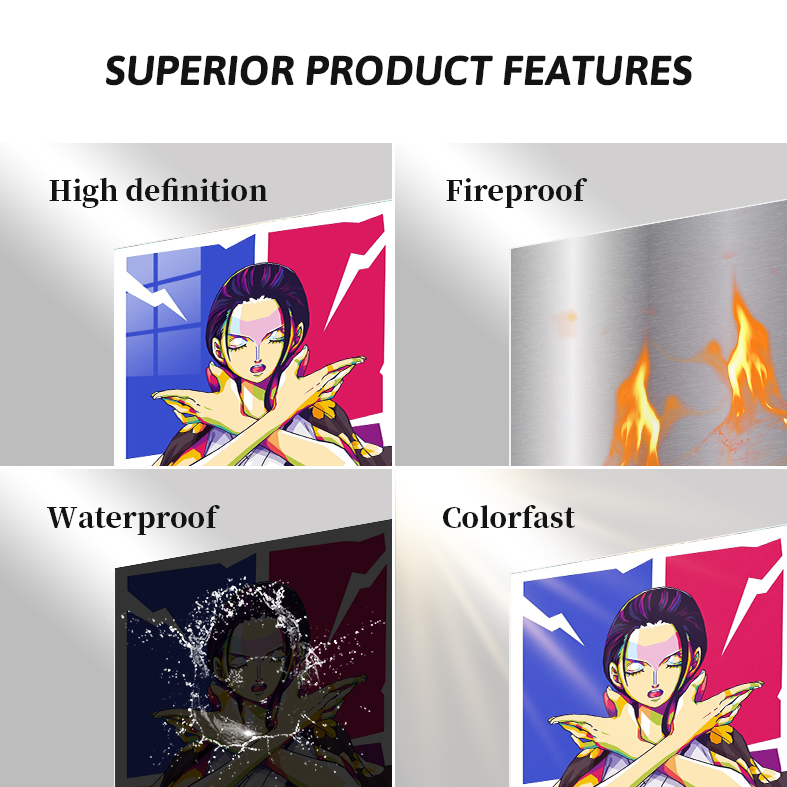 SUPERIOR PRODUCT FEATURES
High definition
Fireproof
Waterproof
Colorfast